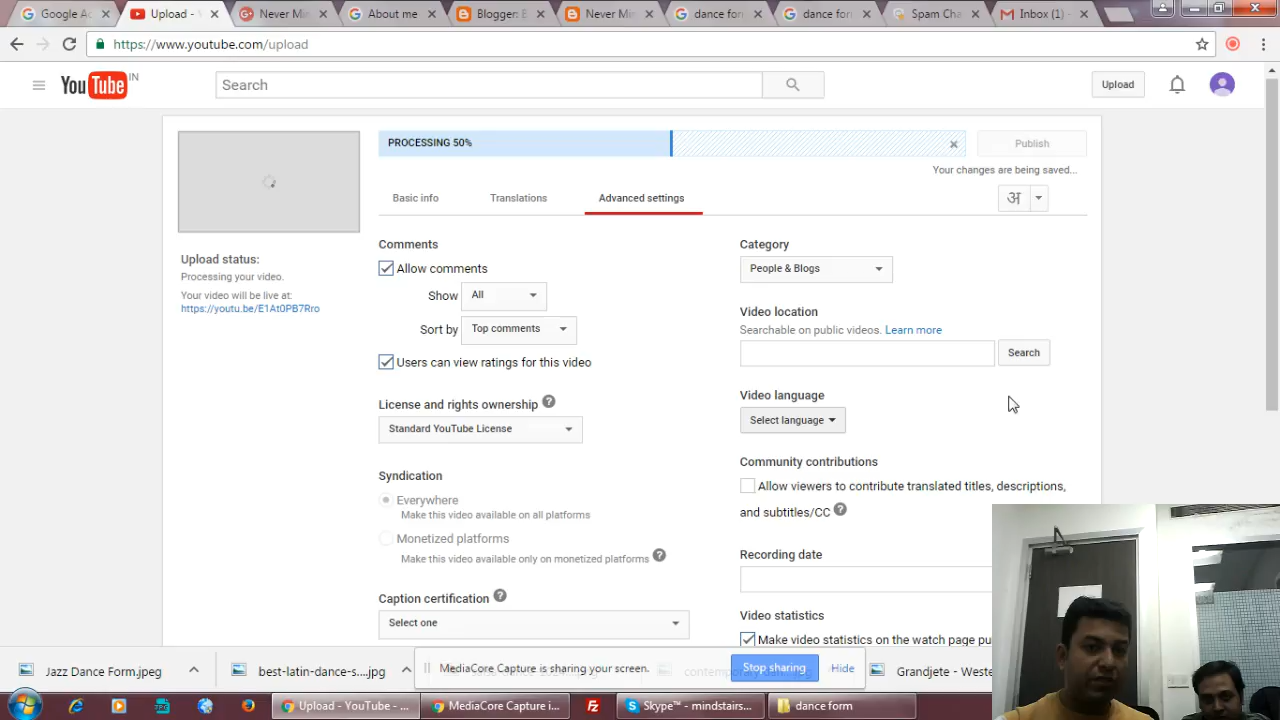 Google Ac
Upload - Y
Never Min
About me
Blogger: B
Never Min
dance form
dance form
Spam Cha
Inbox (1) -
https://www.youtube.com/upload
YouTube IN
Search
Upload
PROCESSING 50%
Publish
Your changes are being saved...
Basic info
Translations
Advanced settings
अ
Upload status:
Processing your video.
Your video will be live at:
https://youtu.be/E1At0PB7Rro
Comments
Allow comments
Show All
Sort by Top comments
Users can view ratings for this video
License and rights ownership ?
Standard YouTube License
Syndication
Everywhere
Make this video available on all platforms
Monetized platforms
Make this video available only on monetized platforms ?
Caption certification ?
Select one
Category
People & Blogs
Video location
Searchable on public videos. Learn more
Search
Video language
Select language
Community contributions
Allow viewers to contribute translated titles, descriptions,
and subtitles/CC ?
Recording date
Video statistics
Make video statistics on the watch page pu
Jazz Dance Form.jpeg
best-latin-dance-s....jpg
MediaCore Capture is sharing your screen.
Stop sharing
Hide
Grandjete - Weste
Upload - YouTube - ...
MediaCore Capture i...
Skype™ - mindstairs...
dance form